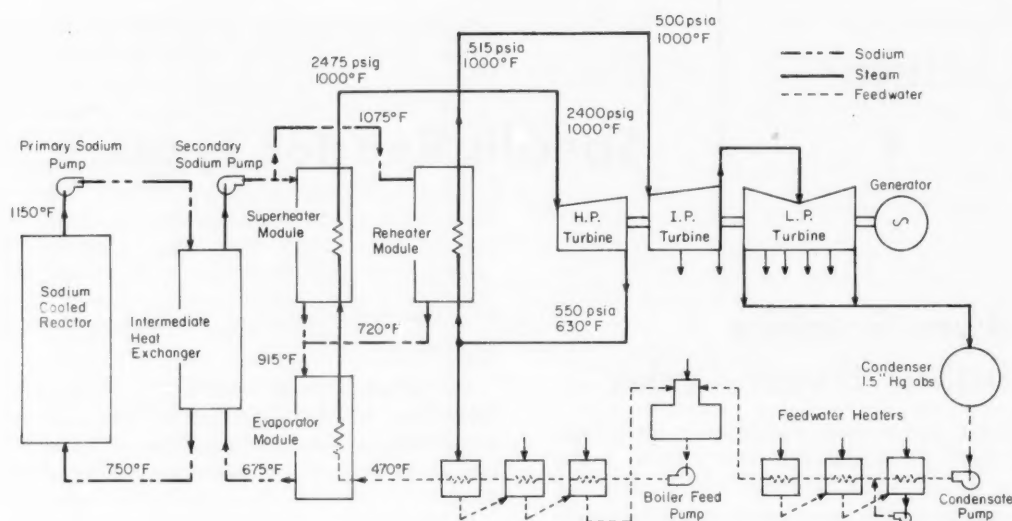 500 psia
1000°F
515 psia
1000°F
Sodium
Steam
Feedwater
2475 psig
1000°F
2400 psig
1000°F
1075°F
Primary Sodium
Pump
Secondary
Sodium Pump
Generator
1150°F
Superheater
Module
Reheater
Module
H.P.
Turbine
I.P.
Turbine
L.P.
Turbine
Sodium
Cooled
Reactor
Intermediate
Heat
Exchanger
720°F
915°F
550 psia
630°F
Condenser
1.5" Hg abs
Evaporator
Module
Feedwater Heaters
750°F
675°F
470°F
Boiler Feed
Pump
Condensate
Pump